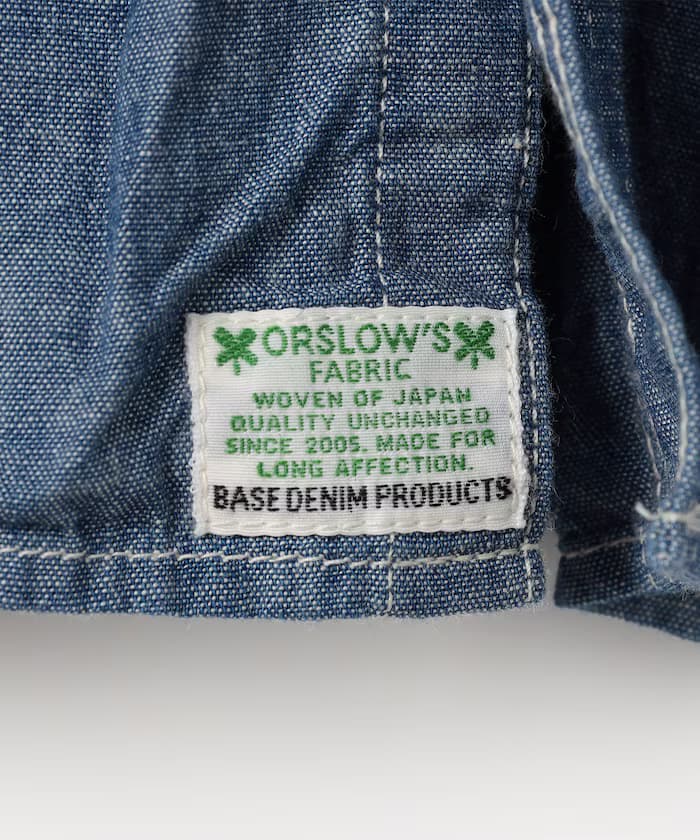 ORSLOW'S
FABRIC
WOVEN OF JAPAN
QUALITY UNCHANGED
SINCE 2005. MADE FOR
LONG AFFECTION.
BASE DENIM PRODUCTS